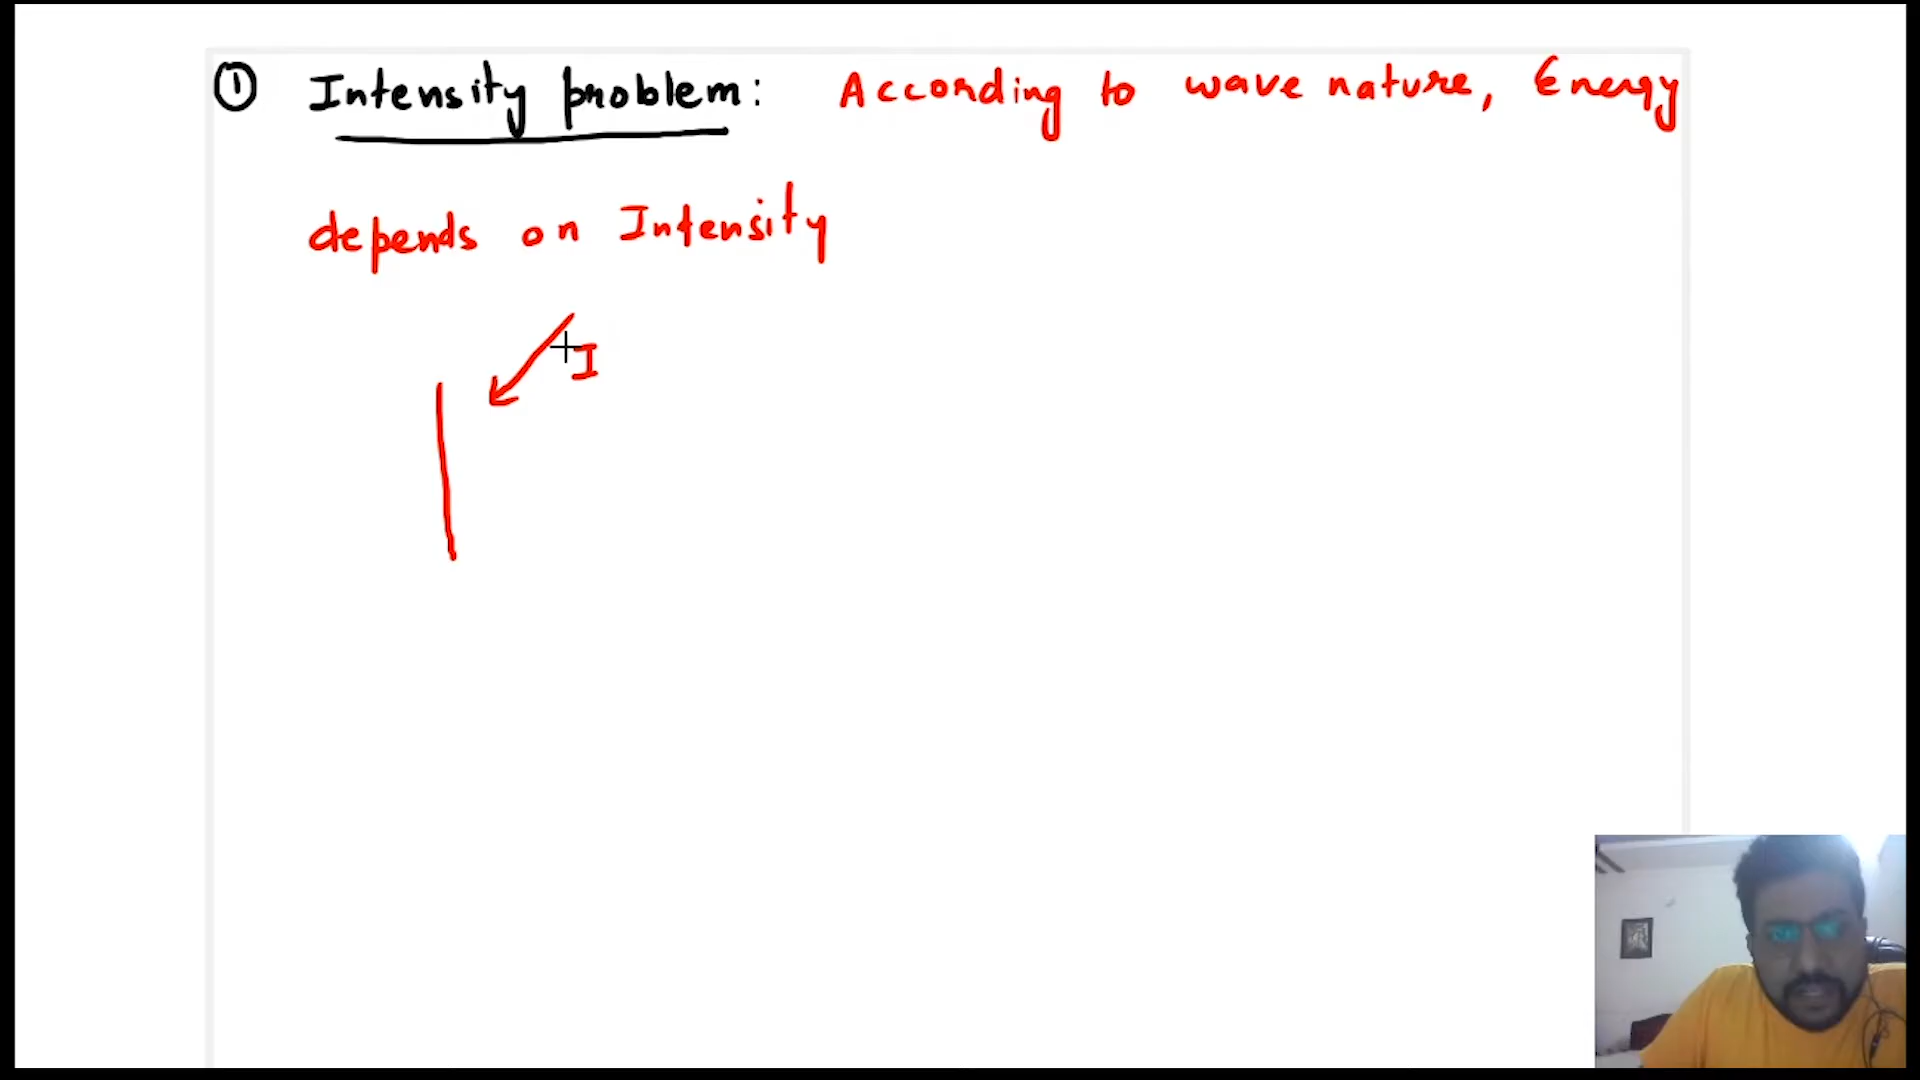 ① Intensity problem: According to wave nature, Energy
depends on Intensity
I